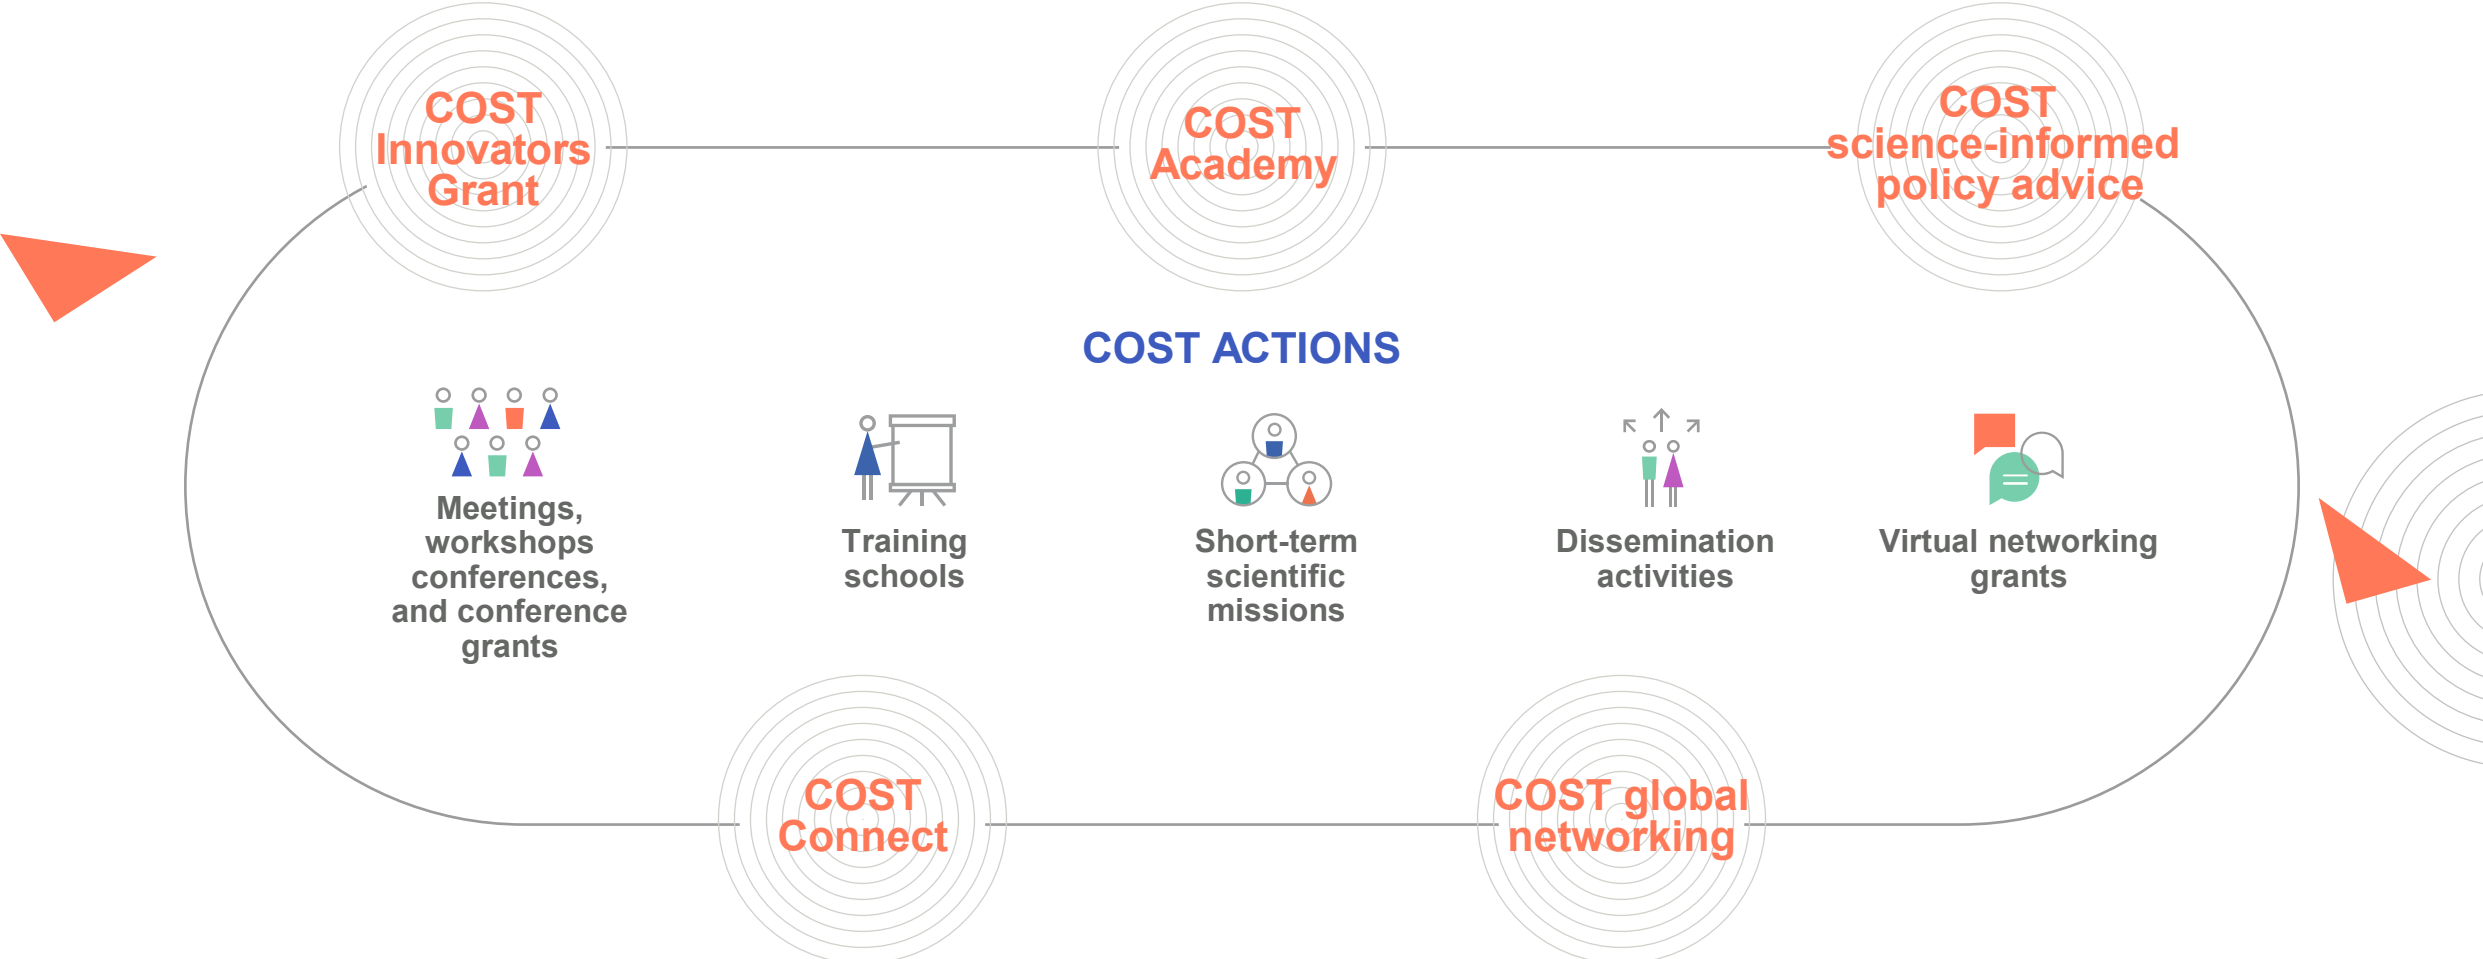 COST
Innovators
Grant
COST
Academy
COST
science-informed
policy advice
COST ACTIONS
Meetings,
workshops
conferences,
and conference
grants
Training
schools
Short-term
scientific
missions
Dissemination
activities
Virtual networking
grants
COST
Connect
COST global
networking